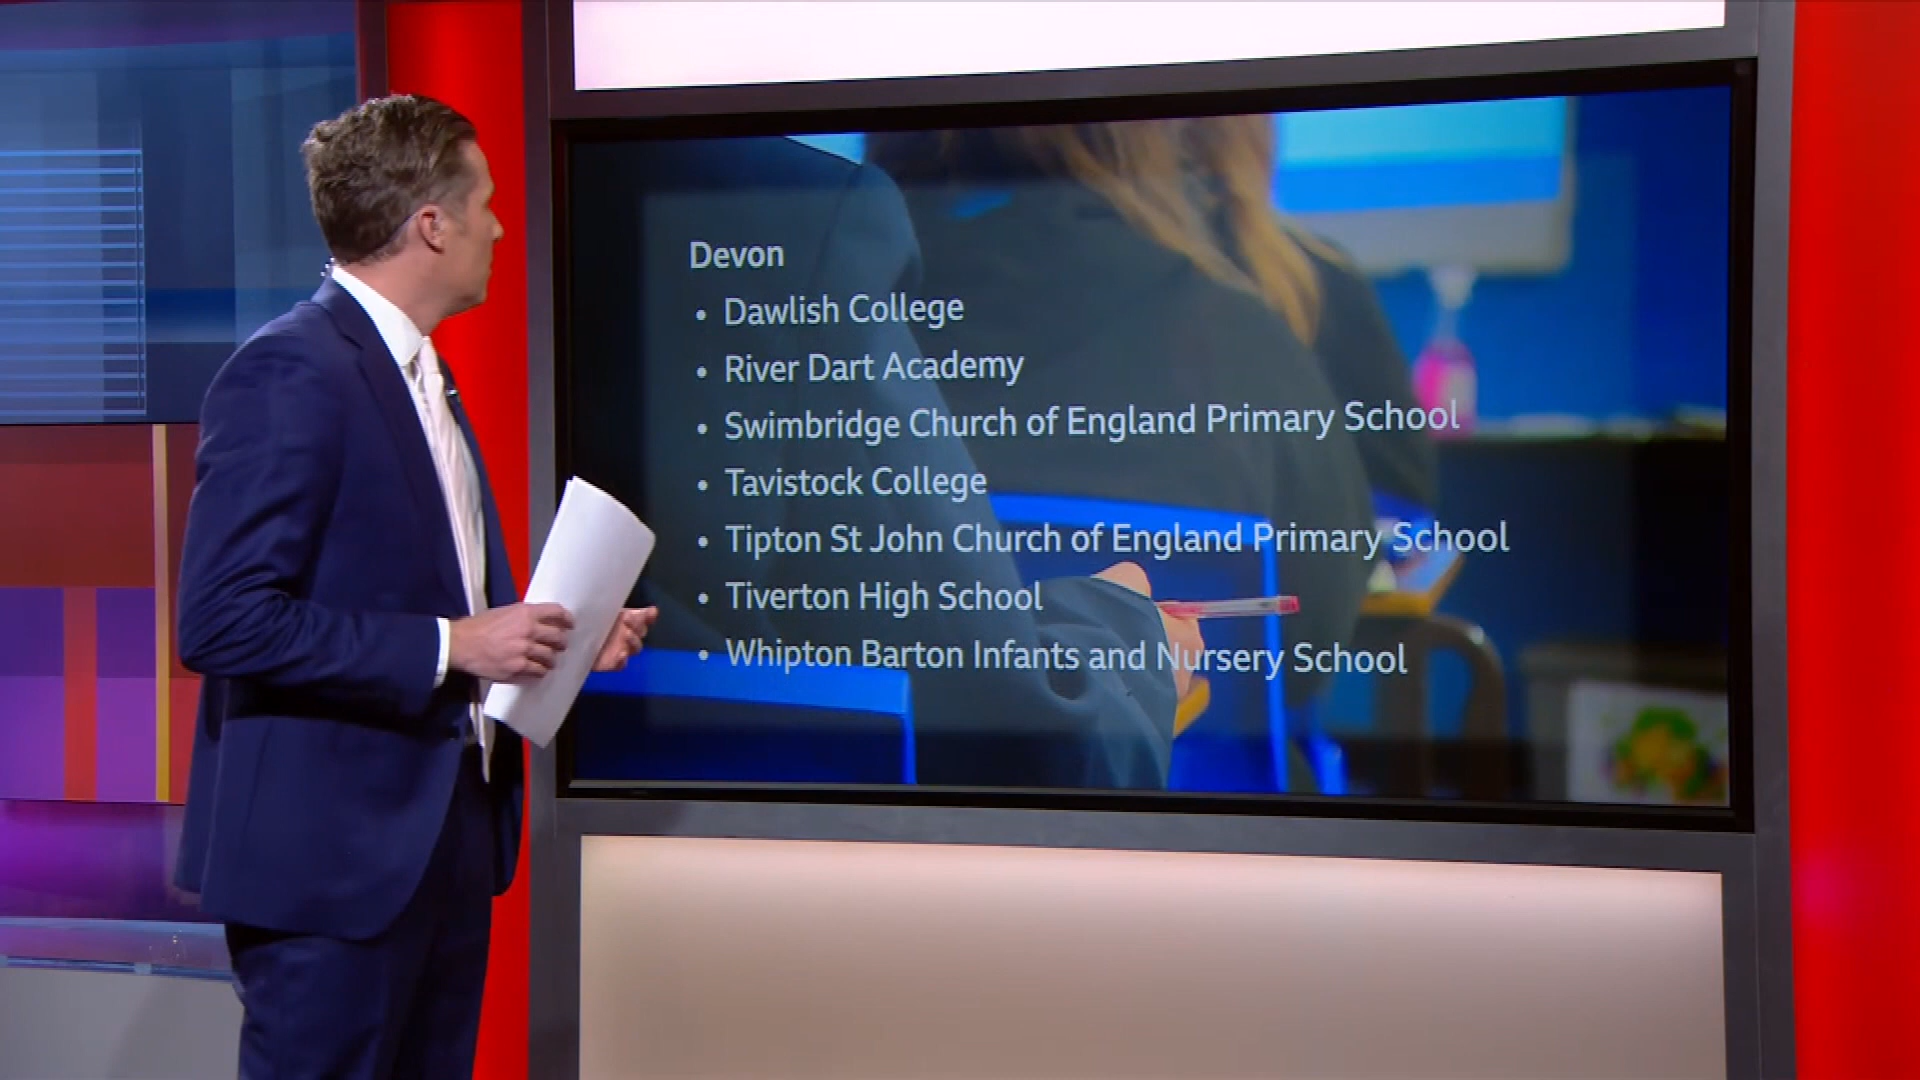 Devon
• Dawlish College
• River Dart Academy
• Swimbridge Church of England Primary School
• Tavistock College
• Tipton St John Church of England Primary School
• Tiverton High School
• Whipton Barton Infants and Nursery School